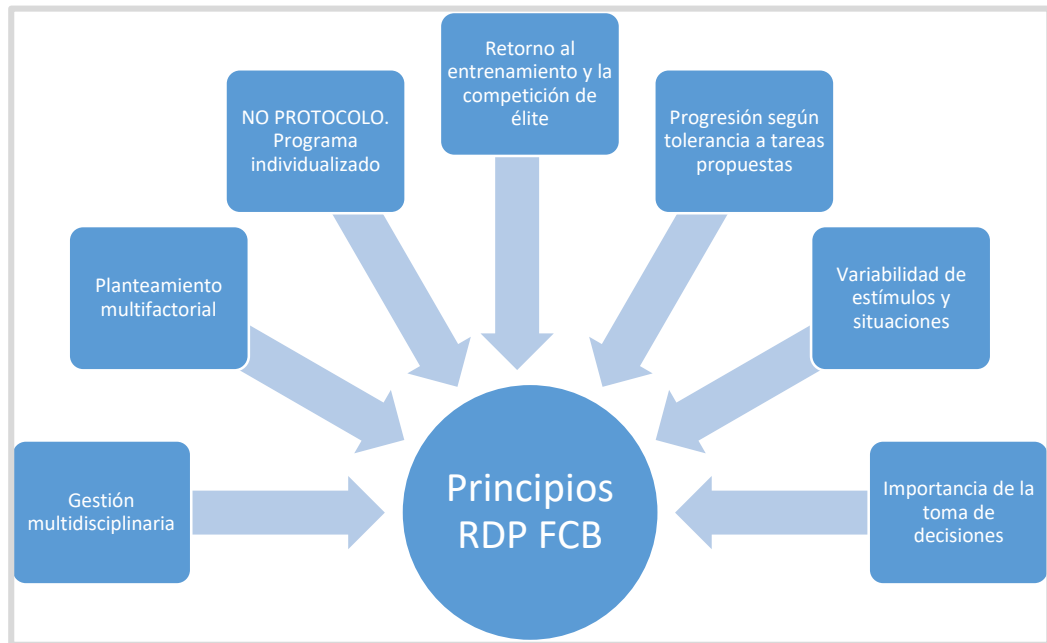 Retorno al
entrenamiento y la
competición de
élite
NO PROTOCOLO.
Programa
individualizado
Progresión según
tolerancia a tareas
propuestas
Planteamiento
multifactorial
Variabilidad de
estímulos y
situaciones
Gestión
multidisciplinaria
Principios
RDP FCB
Importancia de la
toma de
decisiones